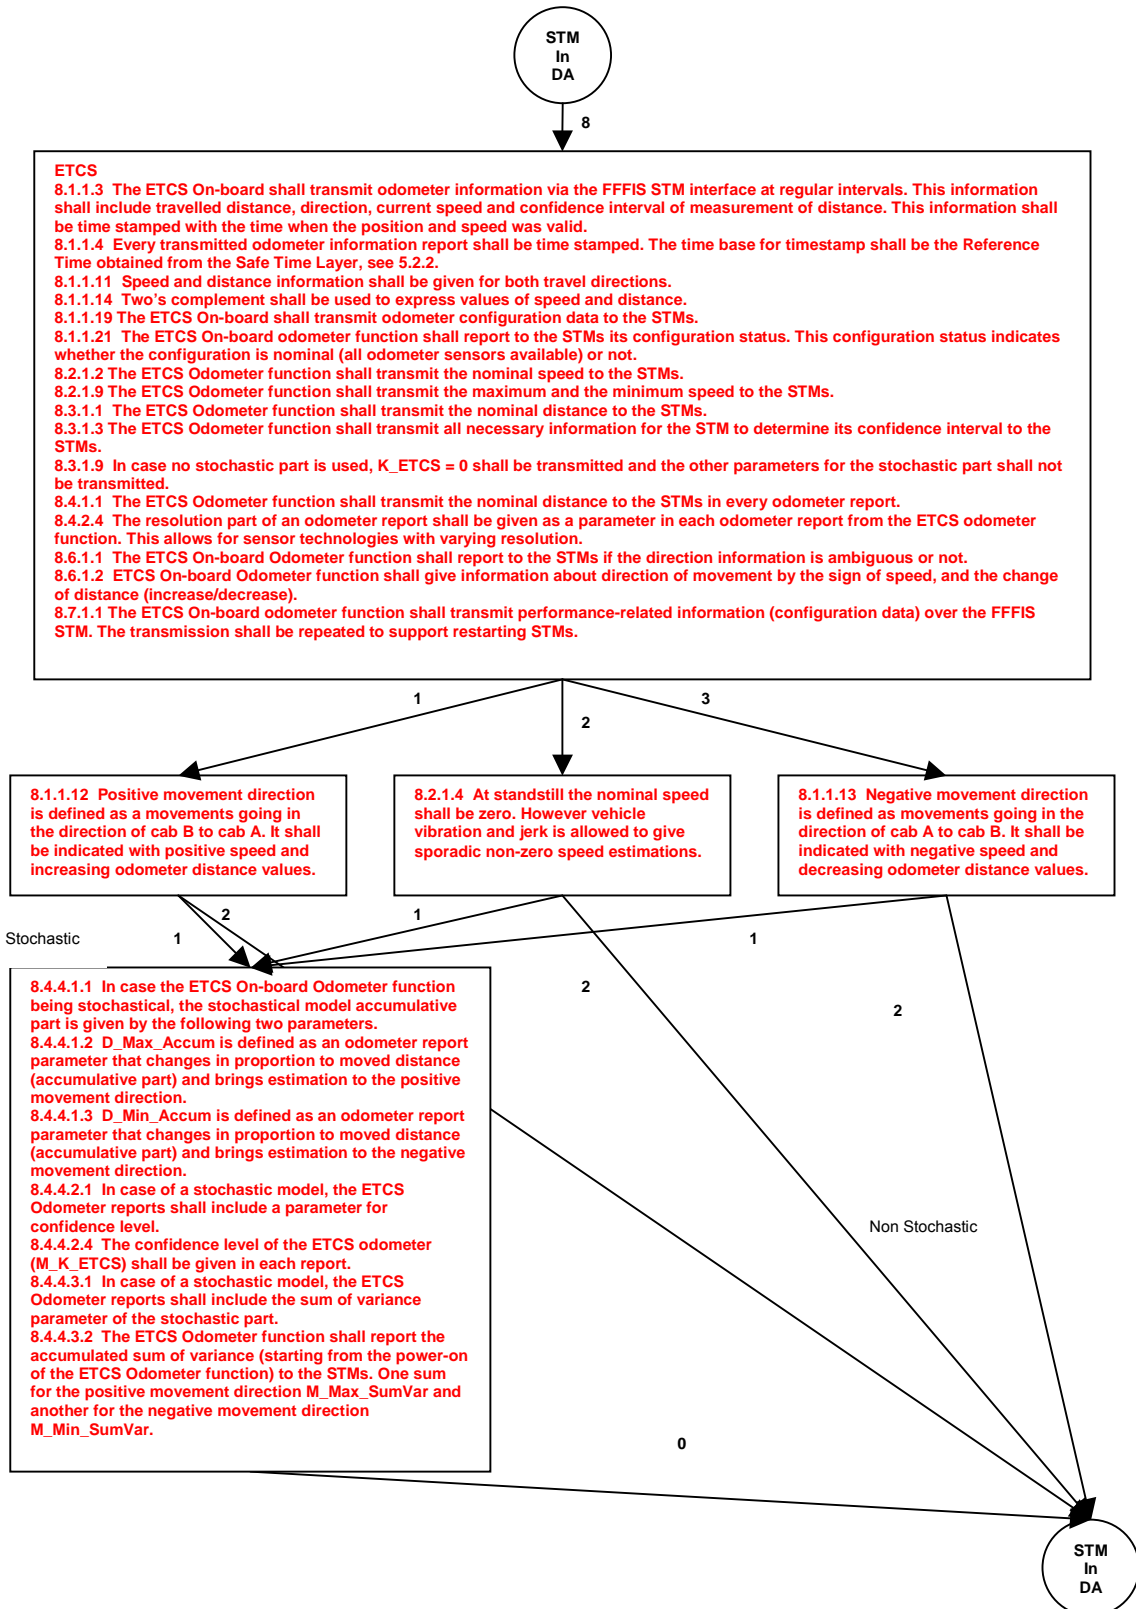 STM
In
DA
8
ETCS
8.1.1.3 The ETCS On-board shall transmit odometer information via the FFFIS STM interface at regular intervals. This information
shall include travelled distance, direction, current speed and confidence interval of measurement of distance. This information shall
be time stamped with the time when the position and speed was valid.
8.1.1.4 Every transmitted odometer information report shall be time stamped. The time base for timestamp shall be the Reference
Time obtained from the Safe Time Layer, see 5.2.2.
8.1.1.11 Speed and distance information shall be given for both travel directions.
8.1.1.14 Two's complement shall be used to express values of speed and distance.
8.1.1.19 The ETCS On-board shall transmit odometer configuration data to the STMs.
8.1.1.21 The ETCS On-board odometer function shall report to the STMs its configuration status. This configuration status indicates
whether the configuration is nominal (all odometer sensors available) or not.
8.2.1.2 The ETCS Odometer function shall transmit the nominal speed to the STMs.
8.2.1.9 The ETCS Odometer function shall transmit the maximum and the minimum speed to the STMs.
8.3.1.1 The ETCS Odometer function shall transmit the nominal distance to the STMs.
8.3.1.3 The ETCS Odometer function shall transmit all necessary information for the STM to determine its confidence interval to the
STMs.
8.3.1.9 In case no stochastic part is used, K_ETCS = 0 shall be transmitted and the other parameters for the stochastic part shall not
be transmitted.
8.4.1.1 The ETCS Odometer function shall transmit the nominal distance to the STMs in every odometer report.
8.4.2.4 The resolution part of an odometer report shall be given as a parameter in each odometer report from the ETCS odometer
function. This allows for sensor technologies with varying resolution.
8.6.1.1 The ETCS On-board Odometer function shall report to the STMs if the direction information is ambiguous or not.
8.6.1.2 ETCS On-board Odometer function shall give information about direction of movement by the sign of speed, and the change
of distance (increase/decrease).
8.7.1.1 The ETCS On-board odometer function shall transmit performance-related information (configuration data) over the FFFIS
STM. The transmission shall be repeated to support restarting STMs.
1
2
3
8.1.1.12 Positive movement direction
is defined as a movements going in
the direction of cab B to cab A. It shall
be indicated with positive speed and
increasing odometer distance values.
8.2.1.4 At standstill the nominal speed
shall be zero. However vehicle
vibration and jerk is allowed to give
sporadic non-zero speed estimations.
8.1.1.13 Negative movement direction
is defined as movements going in the
direction of cab A to cab B. It shall be
indicated with negative speed and
decreasing odometer distance values.
Stochastic
1
2
1
1
2
2
8.4.4.1.1 In case the ETCS On-board Odometer function
being stochastical, the stochastical model accumulative
part is given by the following two parameters.
8.4.4.1.2 D_Max_Accum is defined as an odometer report
parameter that changes in proportion to moved distance
(accumulative part) and brings estimation to the positive
movement direction.
8.4.4.1.3 D_Min_Accum is defined as an odometer report
parameter that changes in proportion to moved distance
(accumulative part) and brings estimation to the negative
movement direction.
8.4.4.2.1 In case of a stochastic model, the ETCS
Odometer reports shall include a parameter for
confidence level.
8.4.4.2.4 The confidence level of the ETCS odometer
(M_K_ETCS) shall be given in each report.
8.4.4.3.1 In case of a stochastic model, the ETCS
Odometer reports shall include the sum of variance
parameter of the stochastic part.
8.4.4.3.2 The ETCS Odometer function shall report the
accumulated sum of variance (starting from the power-on
of the ETCS Odometer function) to the STMs. One sum
for the positive movement direction M_Max_SumVar and
another for the negative movement direction
M_Min_SumVar.
Non Stochastic
0
STM
In
DA